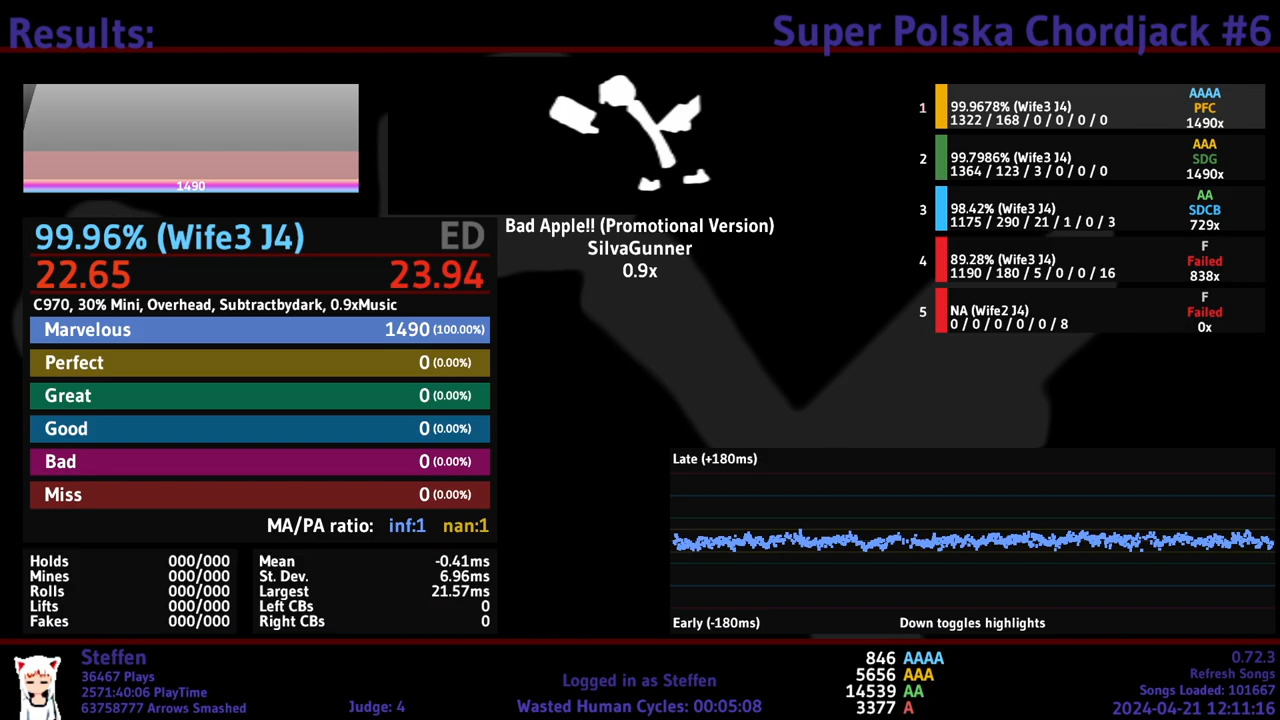 Results:
Super Polska Chordjack #6
1490
99.96% (Wife3 J4)
ED
22.65
23.94
C970, 30% Mini, Overhead, Subtractbydark, 0.9xMusic
Marvelous 1490 (100.00%)
Perfect 0 (0.00%)
Great 0 (0.00%)
Good 0 (0.00%)
Bad 0 (0.00%)
Miss 0 (0.00%)
MA/PA ratio: inf:1 nan:1
Holds 000/000
Mines 000/000
Rolls 000/000
Lifts 000/000
Fakes 000/000
Mean -0.41ms
St. Dev. 6.96ms
Largest 21.57ms
Left CBs 0
Right CBs 0
Bad Apple!! (Promotional Version)
SilvaGunner
0.9x
1
99.9678% (Wife3 J4)
1322 / 168 / 0 / 0 / 0 / 0
AAAA
PFC
1490x
2
99.7986% (Wife3 J4)
1364 / 123 / 3 / 0 / 0 / 0
AAA
SDG
1490x
3
98.42% (Wife3 J4)
1175 / 290 / 21 / 1 / 0 / 3
AA
SDCB
729x
4
89.28% (Wife3 J4)
1190 / 180 / 5 / 0 / 0 / 16
F
Failed
838x
5
NA (Wife2 J4)
0 / 0 / 0 / 0 / 0 / 8
F
Failed
0x
Late (+180ms)
Early (-180ms)
Down toggles highlights
Steffen
36467 Plays
2571:40:06 PlayTime
63758777 Arrows Smashed
Judge: 4
Logged in as Steffen
Wasted Human Cycles: 00:05:08
846 AAAA
5656 AAA
14539 AA
3377 A
0.72.3
Refresh Songs
Songs Loaded: 101667
2024-04-21 12:11:16